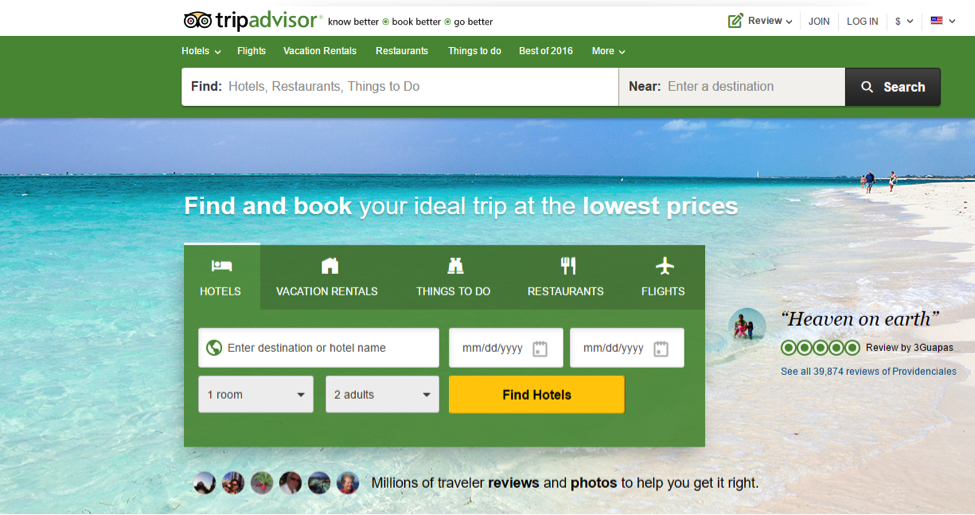 tripadvisor® know better book better go better Review JOIN LOG IN $
Hotels Flights Vacation Rentals Restaurants Things to do Best of 2016 More
Find: Hotels, Restaurants, Things to Do Near: Enter a destination Search
Find and book your ideal trip at the lowest prices
HOTELS VACATION RENTALS THINGS TO DO RESTAURANTS FLIGHTS
“Heaven on earth”
Enter destination or hotel name mm/dd/yyyy mm/dd/yyyy Review by 3Guapas
See all 39,874 reviews of Providenciales
1 room 2 adults Find Hotels
Millions of traveler reviews and photos to help you get it right.